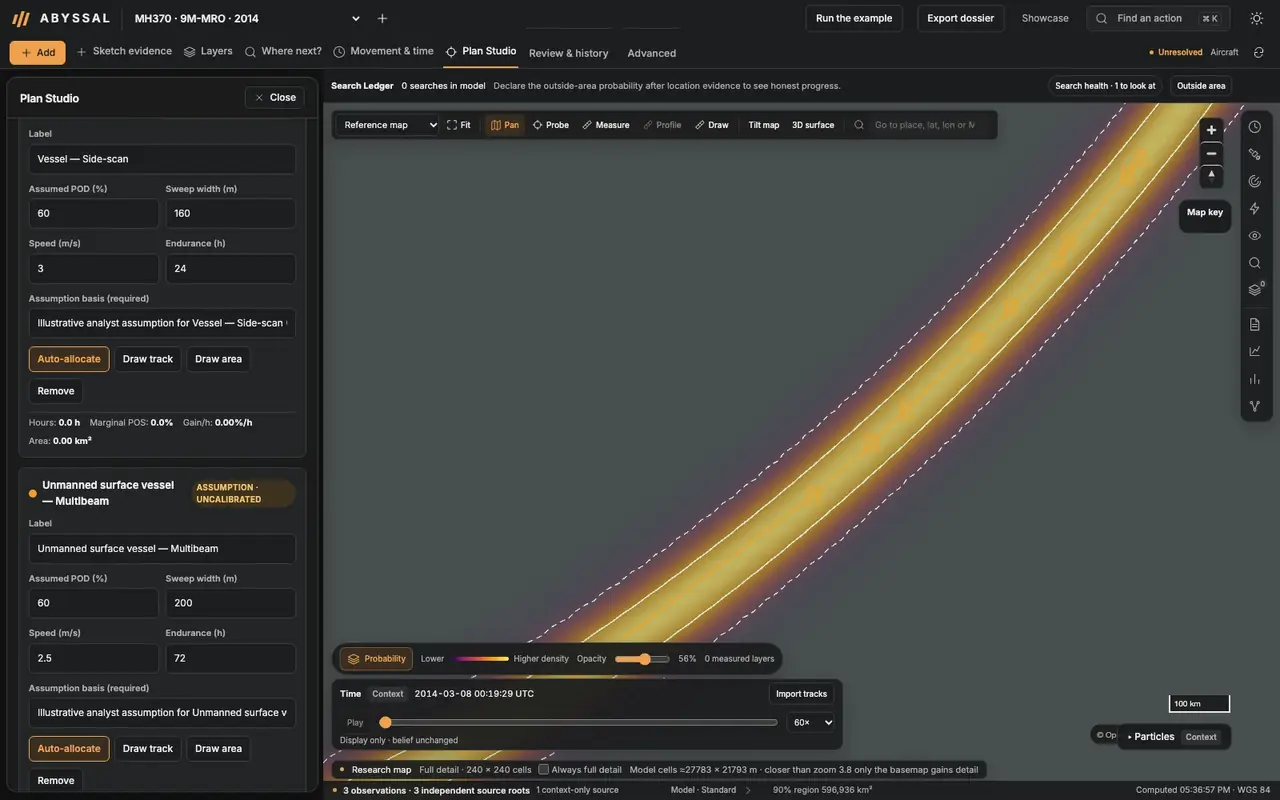 ABYSSAL
MH370 · 9M-MRO · 2014
Run the example
Export dossier
Showcase
Find an action
⌘ K
Add
Sketch evidence
Layers
Where next?
Movement & time
Plan Studio
Review & history
Advanced
Unresolved
Aircraft
Plan Studio
Close
Label
Vessel — Side-scan
Assumed POD (%)
Sweep width (m)
60
160
Speed (m/s)
Endurance (h)
3
24
Assumption basis (required)
Illustrative analyst assumption for Vessel — Side-scan
Auto-allocate
Draw track
Draw area
Remove
Hours: 0.0 h Marginal POS: 0.0% Gain/h: 0.00%/h
Area: 0.00 km²
Unmanned surface vessel
— Multibeam
ASSUMPTION ·
UNCALIBRATED
Label
Unmanned surface vessel — Multibeam
Assumed POD (%)
Sweep width (m)
60
200
Speed (m/s)
Endurance (h)
2.5
72
Assumption basis (required)
Illustrative analyst assumption for Unmanned surface v
Auto-allocate
Draw track
Draw area
Remove
Search Ledger 0 searches in model Declare the outside-area probability after location evidence to see honest progress.
Search health · 1 to look at
Outside area
Reference map
Fit
Pan
Probe
Measure
Profile
Draw
Tilt map
3D surface
Go to place, lat, lon or M
Map key
0
Probability
Lower
Higher density
Opacity
56%
0 measured layers
Time
Context
2014-03-08 00:19:29 UTC
Import tracks
Play
60×
Display only · belief unchanged
100 km
© Op
Particles
Context
Research map Full detail · 240 × 240 cells Always full detail Model cells ≈27783 × 21793 m · closer than zoom 3.8 only the basemap gains detail
3 observations · 3 independent source roots 1 context-only source
Model · Standard
90% region 596,936 km²
Computed 05:36:57 PM · WGS 84